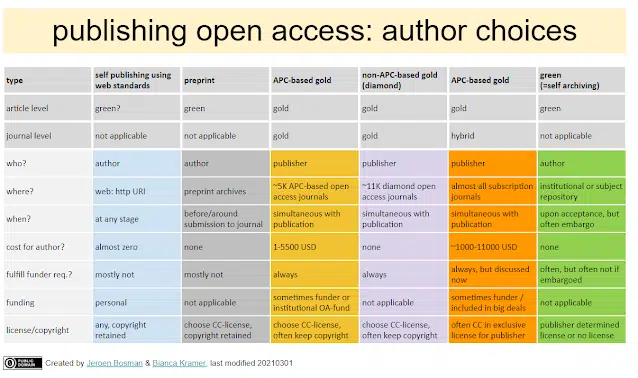 publishing open access: author choices
type
self publishing using
web standards
preprint
APC-based gold
non-APC-based gold
(diamond)
APC-based gold
green
(=self archiving)
article level
green?
green
gold
gold
gold
green
journal level
not applicable
not applicable
gold
gold
hybrid
not applicable
who?
author
author
publisher
publisher
publisher
author
where?
web: http URI
preprint archives
~5K APC-based open
access journals
~11K diamond open
access journals
almost all subscription
journals
institutional or subject
repository
when?
at any stage
before/around
submission to journal
simultaneous with
publication
simultaneous with
publication
simultaneous with
publication
upon acceptance, but
often embargo
cost for author?
almost zero
none
1-5500 USD
none
~1000-11000 USD
none
fulfill funder req.?
mostly not
mostly not
always
always
always, but discussed
now
often, but often not if
embargoed
funding
personal
not applicable
sometimes funder or
institutional OA-fund
not applicable
sometimes funder /
included in big deals
not applicable
license/copyright
any, copyright
retained
choose CC-license,
copyright retained
choose CC-license,
often keep copyright
choose CC-license,
often keep copyright
often CC in exclusive
license for publisher
publisher determined
license or no license
PUBLIC
DOMAIN
Created by Jeroen Bosman & Bianca Kramer, last modified 20210301